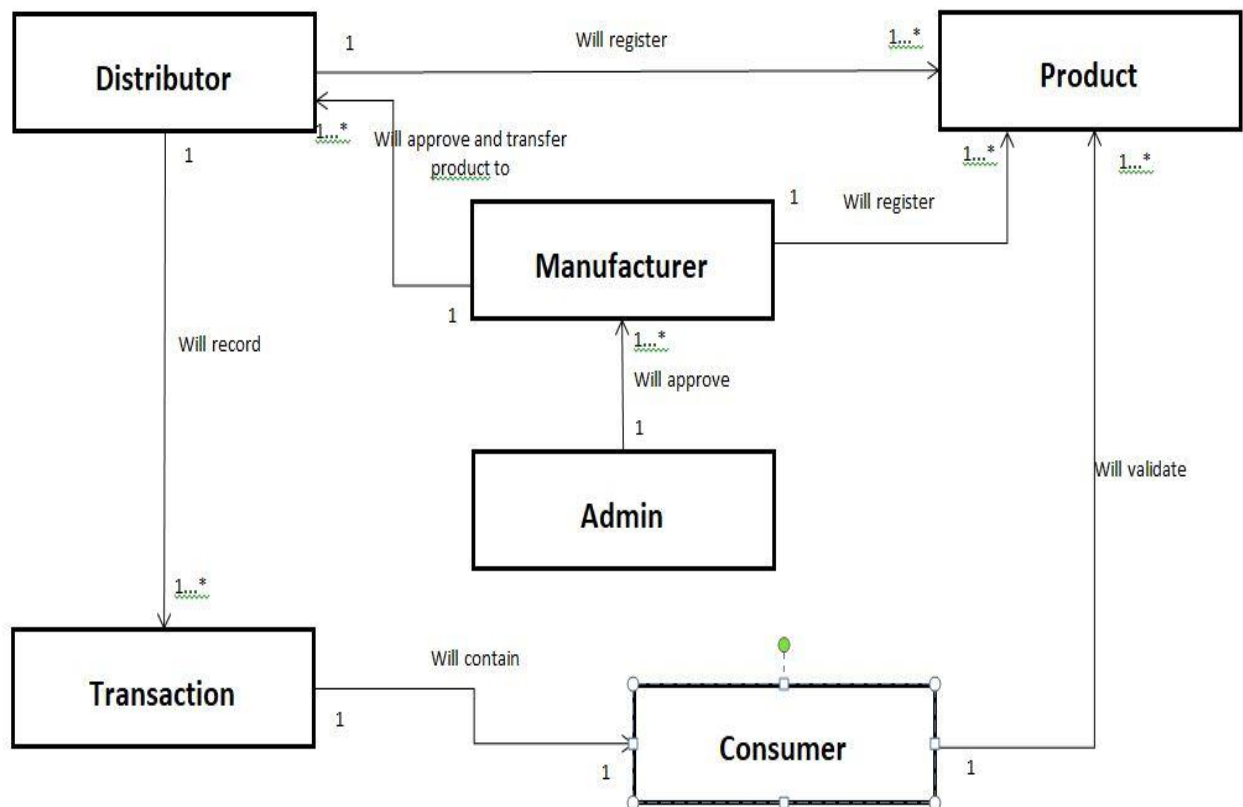 1
Will register
1...*
Distributor
Product
1...*
Will approve and transfer
product to
1
1...*
1...*
1
Will register
Manufacturer
1
Will record
1...*
Will approve
1
Will validate
Admin
1...*
Will contain
Transaction
1
Consumer
1
1